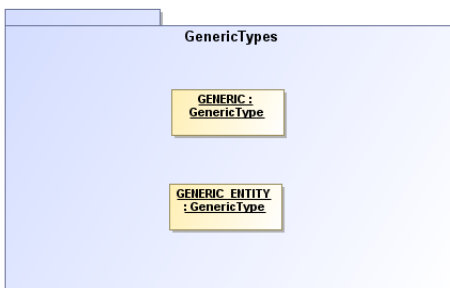 GenericTypes
GENERIC :
GenericType
GENERIC_ENTITY
: GenericType